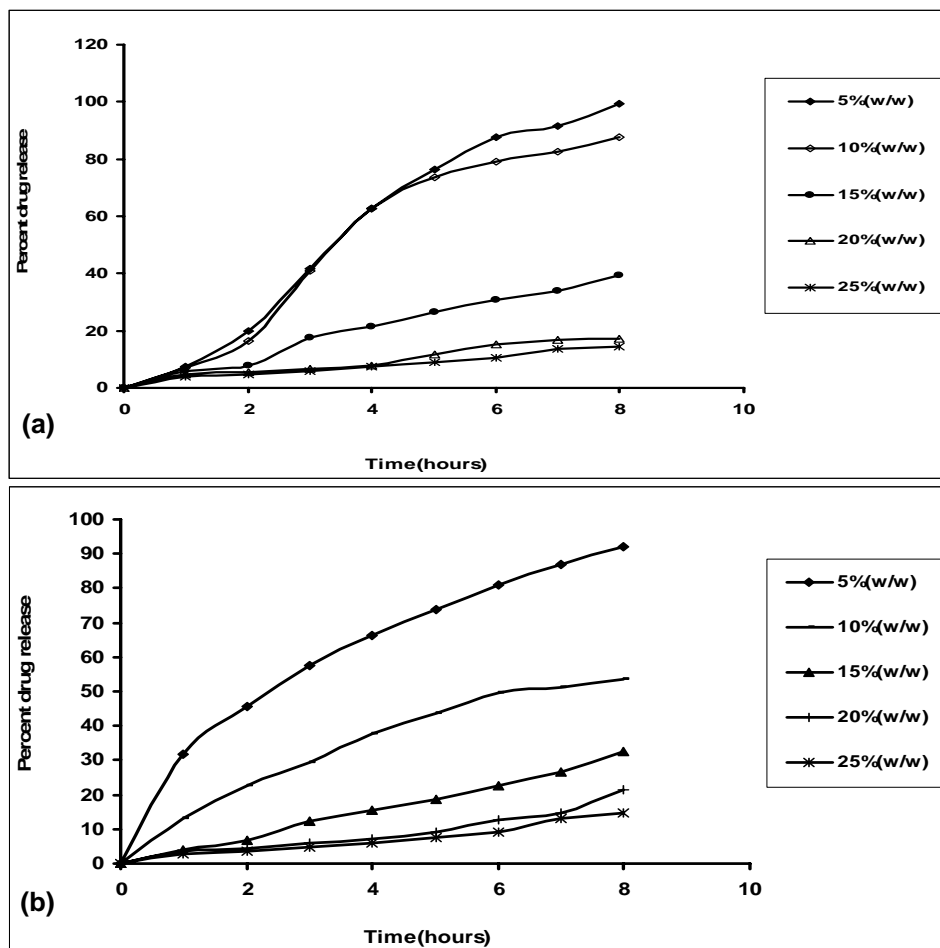 120
100
80
60
40
20
0
Percent drug release
0 2 4 6 8 10
Time(hours)
(a)
5%(w/w)
10%(w/w)
15%(w/w)
20%(w/w)
25%(w/w)
100
90
80
70
60
50
40
30
20
10
0
Percent drug release
0 2 4 6 8 10
Time(hours)
(b)
5%(w/w)
10%(w/w)
15%(w/w)
20%(w/w)
25%(w/w)